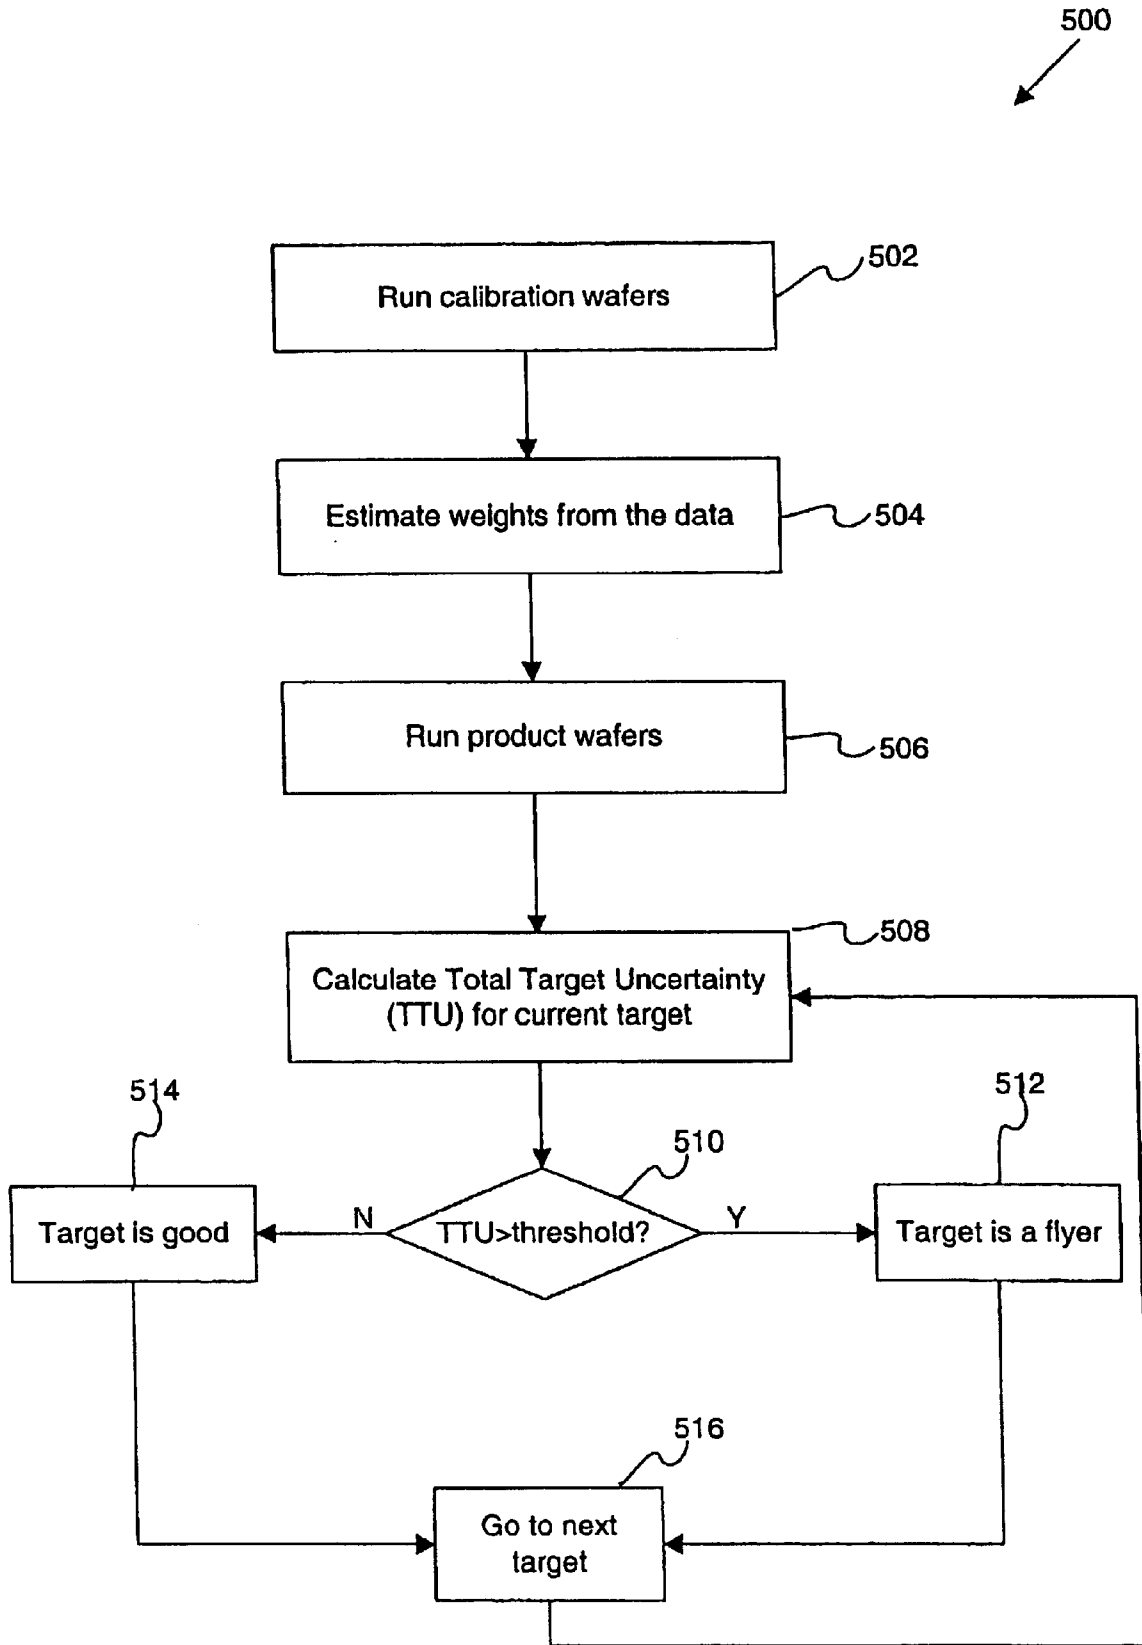 500
Run calibration wafers
502
Estimate weights from the data
504
Run product wafers
506
508
Calculate Total Target Uncertainty
(TTU) for current target
514
512
510
Target is good
N
TTU>threshold?
Y
Target is a flyer
516
Go to next
target